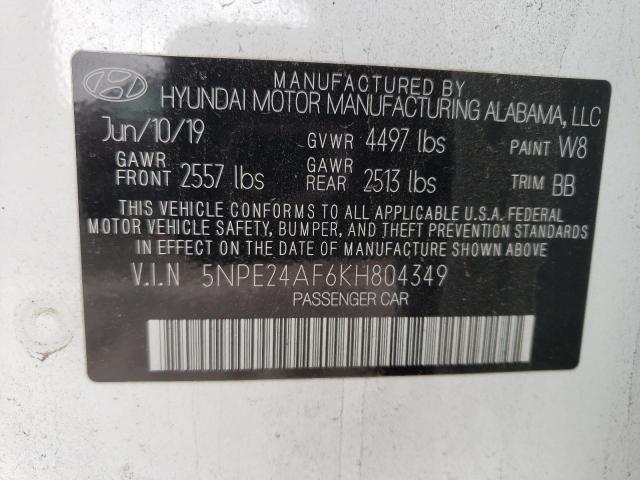 MANUFACTURED BY
HYUNDAI MOTOR MANUFACTURING ALABAMA, LLC
Jun/10/19 GVWR 4497 lbs PAINT W8
GAWR FRONT 2557 lbs GAWR REAR 2513 lbs TRIM BB
THIS VEHICLE CONFORMS TO ALL APPLICABLE U.S.A. FEDERAL
MOTOR VEHICLE SAFETY, BUMPER, AND THEFT PREVENTION
STANDARDS IN EFFECT ON THE DATE OF MANUFACTURE SHOWN ABOVE
V.I.N 5NPE24AF6KH804349
PASSENGER CAR